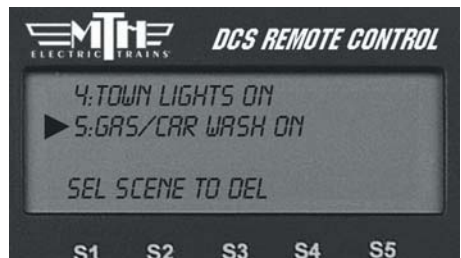 MTH DCS REMOTE CONTROL
ELECTRIC TRAINS
4:TOWN LIGHTS ON
5:GAS/CAR WASH ON
SEL SCENE TO DEL
S1 S2 S3 S4 S5